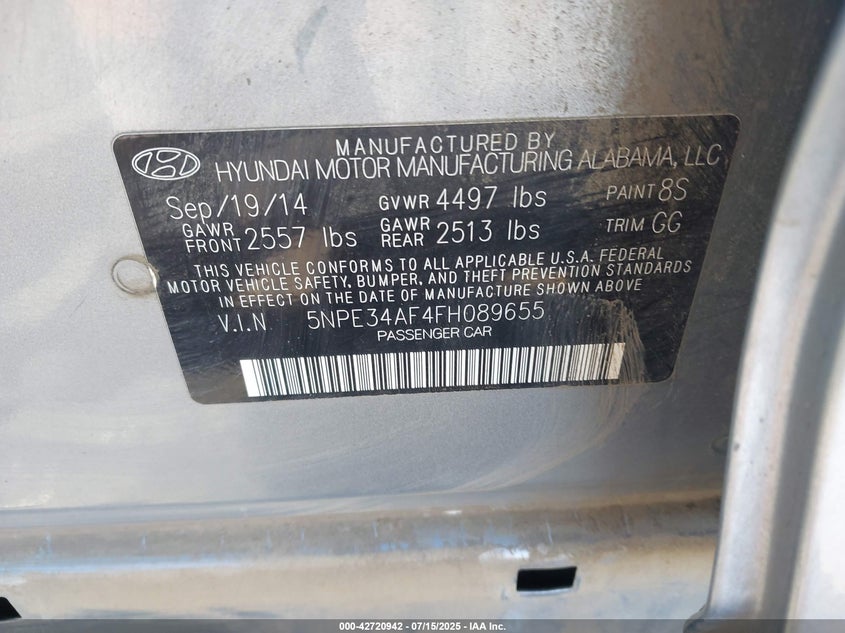 MANUFACTURED BY
HYUNDAI MOTOR MANUFACTURING ALABAMA, LLC
Sep/19/14 GVWR 4497 lbs PAINT 8S
GAWR FRONT 2557 lbs GAWR REAR 2513 lbs TRIM GG
THIS VEHICLE CONFORMS TO ALL APPLICABLE U.S.A. FEDERAL
MOTOR VEHICLE SAFETY, BUMPER, AND THEFT PREVENTION STANDARDS
IN EFFECT ON THE DATE OF MANUFACTURE SHOWN ABOVE
V.I.N 5NPE34AF4FH089655
PASSENGER CAR
000-42720942 - 07/15/2025 - IAA Inc.